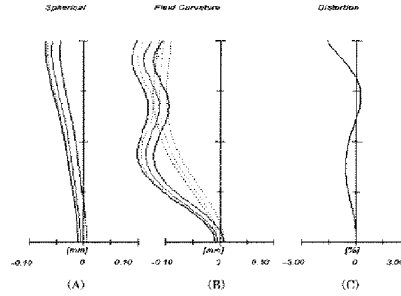 Spherical Field Curvature Distortion
[mm] [mm] [%]
-0.10 0 0.10 -0.10 0 0.10 -3.00 0 3.00
(A) (B) (C)